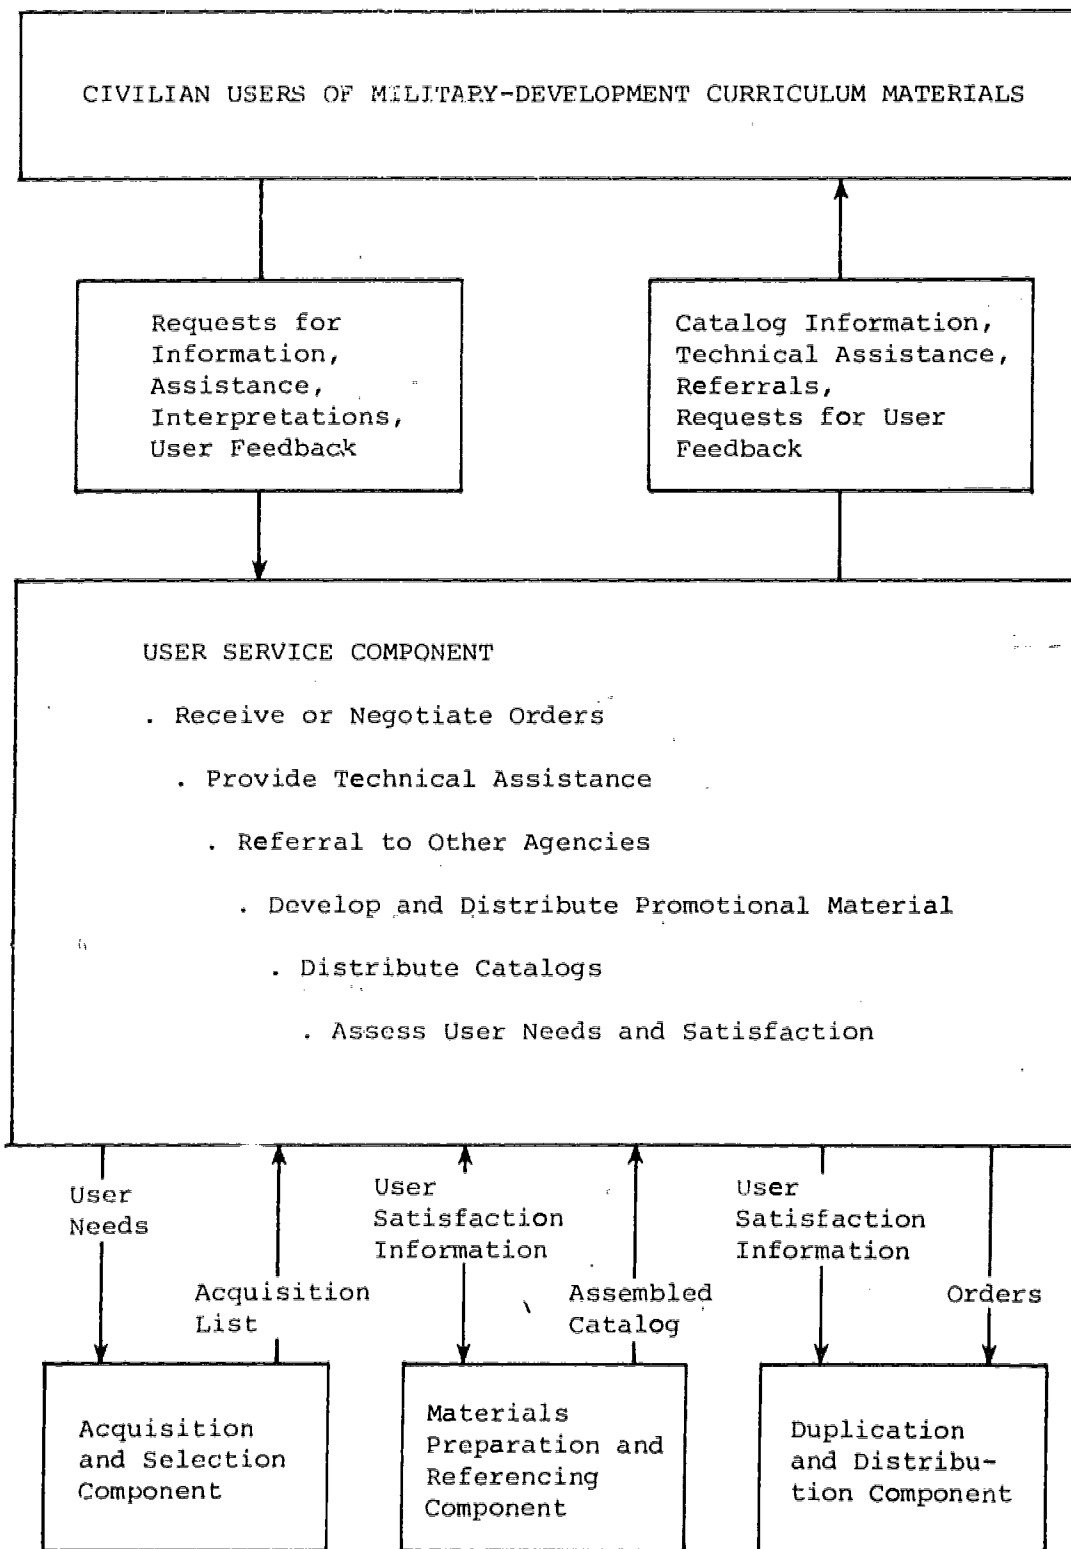 CIVILIAN USERS OF MILITARY-DEVELOPMENT CURRICULUM MATERIALS
Requests for
Information,
Assistance,
Interpretations,
User Feedback
Catalog Information,
Technical Assistance,
Referrals,
Requests for User
Feedback
USER SERVICE COMPONENT
. Receive or Negotiate Orders
. Provide Technical Assistance
. Referral to Other Agencies
. Develop and Distribute Promotional Material
. Distribute Catalogs
. Assess User Needs and Satisfaction
User
Needs
Acquisition
List
User
Satisfaction
Information
Assembled
Catalog
User
Satisfaction
Information
Orders
Acquisition
and Selection
Component
Materials
Preparation and
Referencing
Component
Duplication
and Distribu-
tion Component